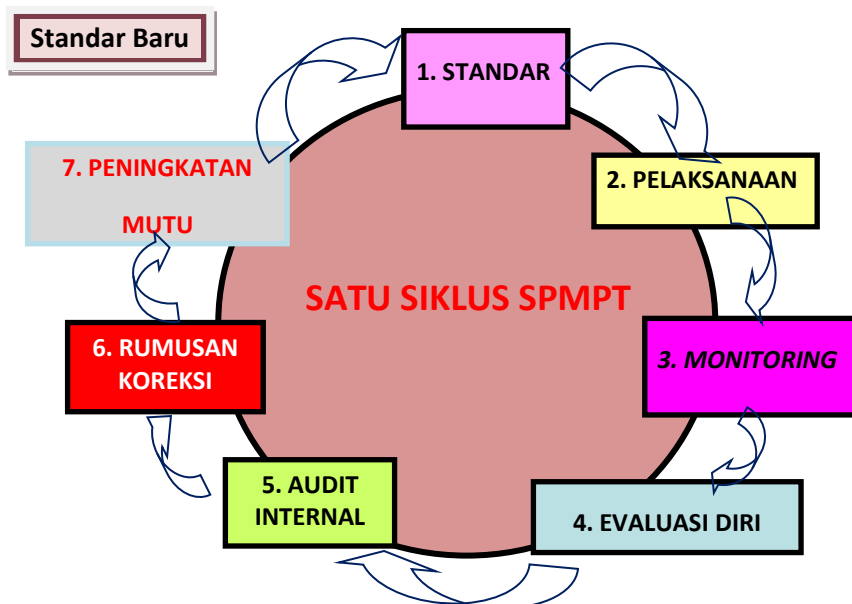 Standar Baru
1. STANDAR
2. PELAKSANAAN
3. MONITORING
4. EVALUASI DIRI
5. AUDIT
INTERNAL
6. RUMUSAN
KOREKSI
7. PENINGKATAN
MUTU
SATU SIKLUS SPMPT